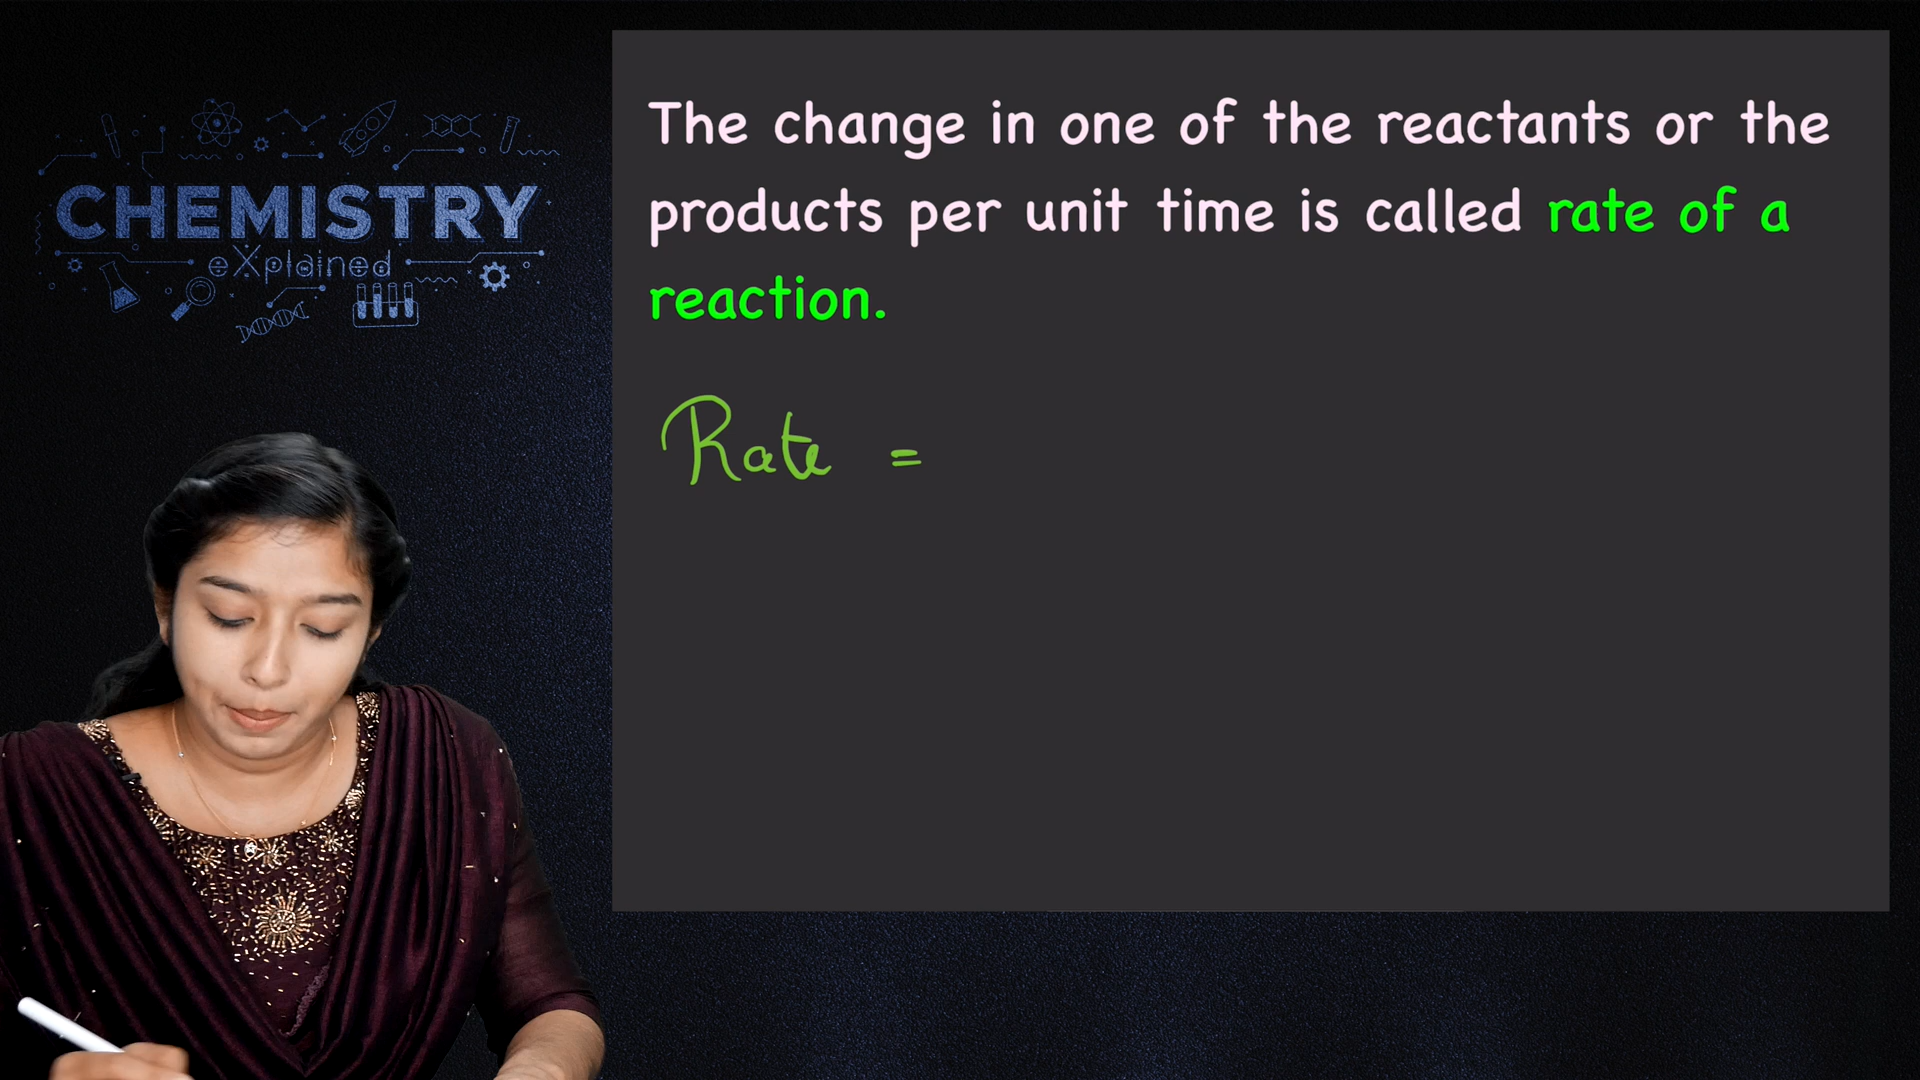 CHEMISTRY
eXplained
The change in one of the reactants or the
products per unit time is called rate of a
reaction.
Rate =